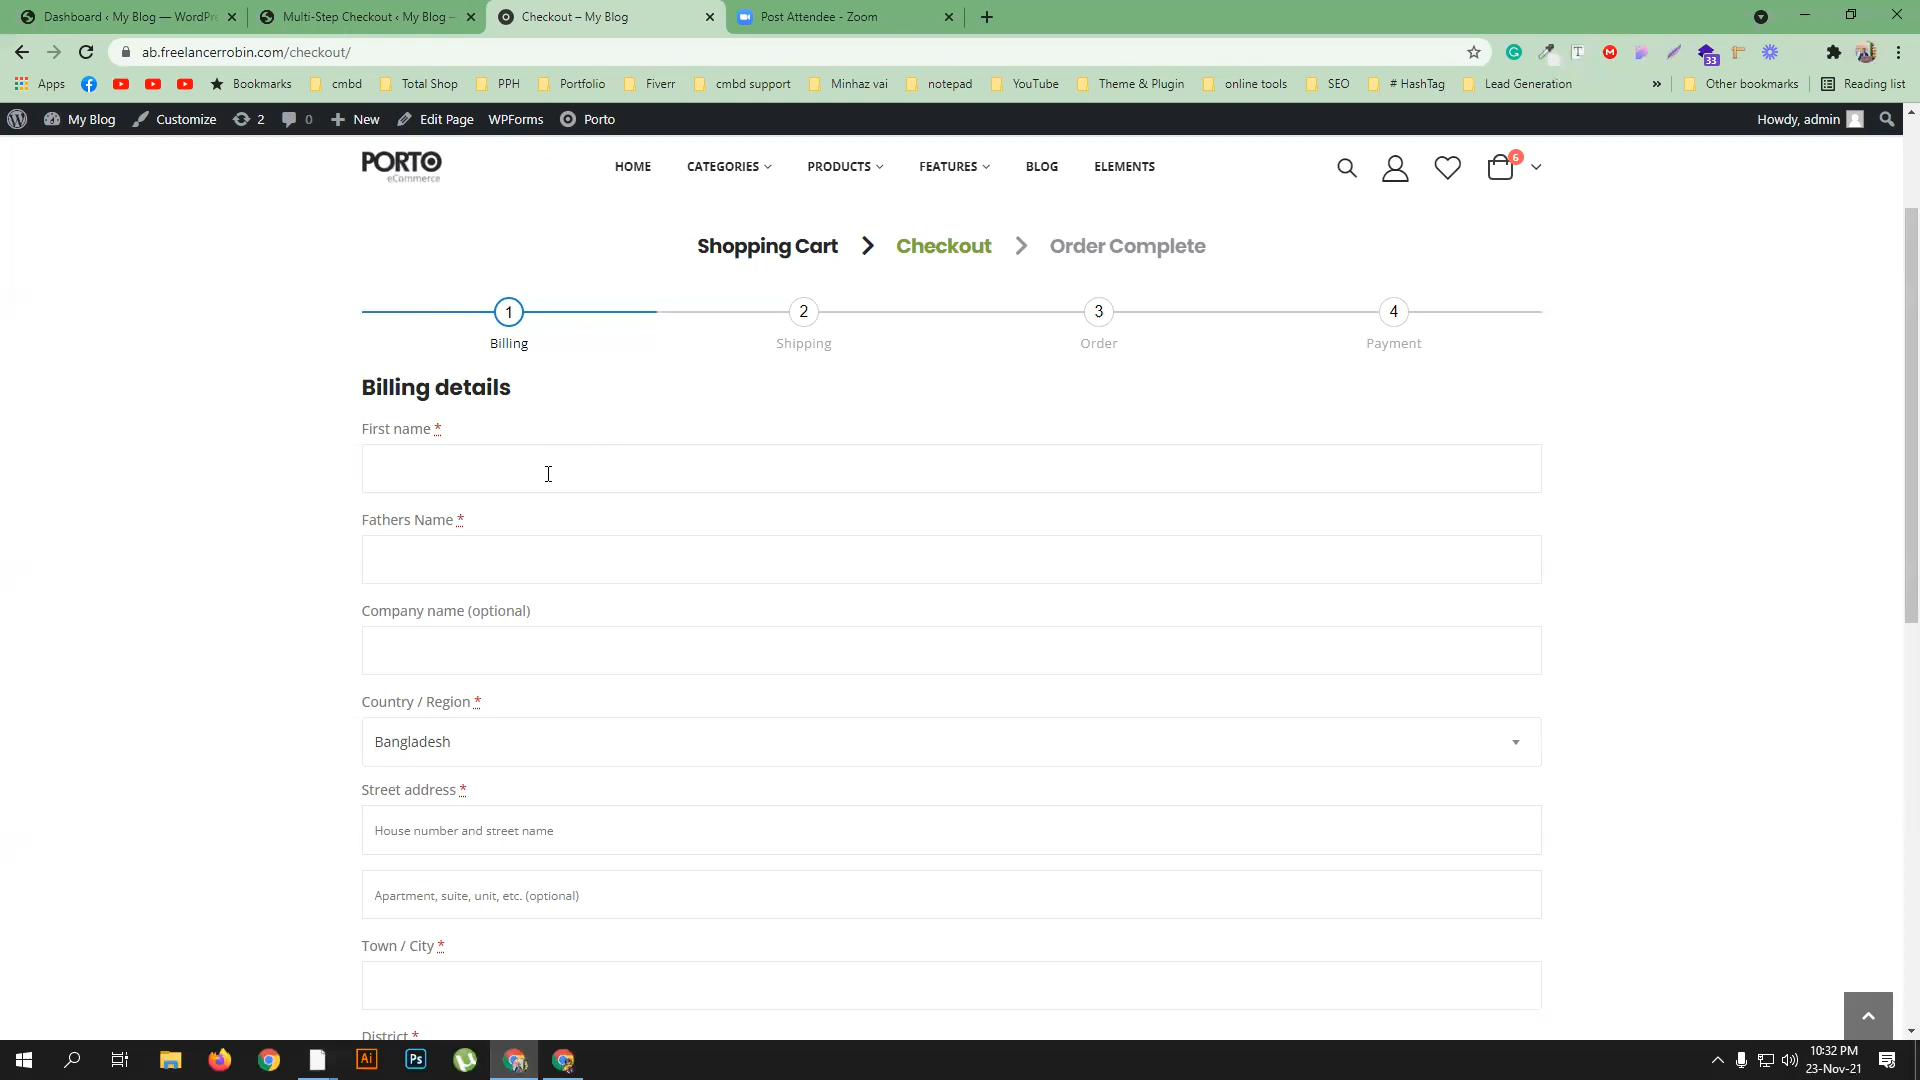 Dashboard ‹ My Blog — WordPre
Multi-Step Checkout ‹ My Blog —
Checkout – My Blog
Post Attendee - Zoom
ab.freelancerrobin.com/checkout/
33
Apps
Bookmarks
cmbd
Total Shop
PPH
Portfolio
Fiverr
cmbd support
Minhaz vai
notepad
YouTube
Theme & Plugin
online tools
SEO
# HashTag
Lead Generation
»
Other bookmarks
Reading list
My Blog
Customize
2
0
New
Edit Page
WPForms
Porto
Howdy, admin
PORTO
eCommerce
HOME
CATEGORIES
PRODUCTS
FEATURES
BLOG
ELEMENTS
6
Shopping Cart
Checkout
Order Complete
1
2
3
4
Billing
Shipping
Order
Payment
Billing details
First name *
Fathers Name *
Company name (optional)
Country / Region *
Bangladesh
Street address *
House number and street name
Apartment, suite, unit, etc. (optional)
Town / City *
District *
Ai
Ps
10:32 PM
23-Nov-21